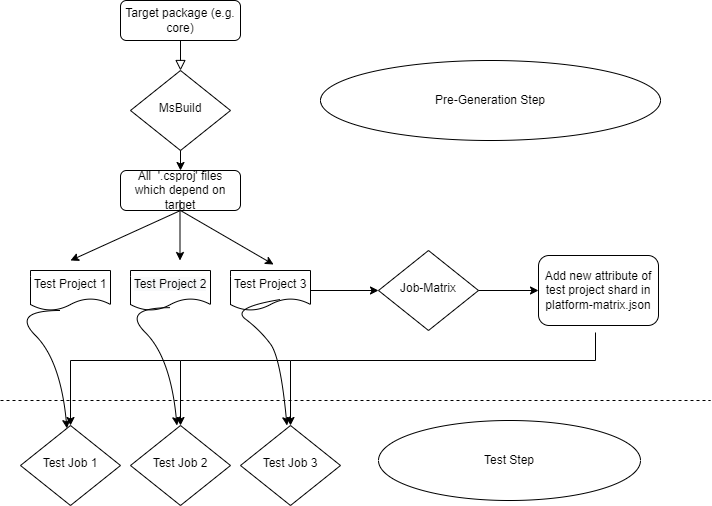 Target package (e.g.
core)
MsBuild
Pre-Generation Step
All '.csproj' files
which depend on
target
Test Project 1
Test Project 2
Test Project 3
Job-Matrix
Add new attribute of
test project shard in
platform-matrix.json
Test Job 1
Test Job 2
Test Job 3
Test Step